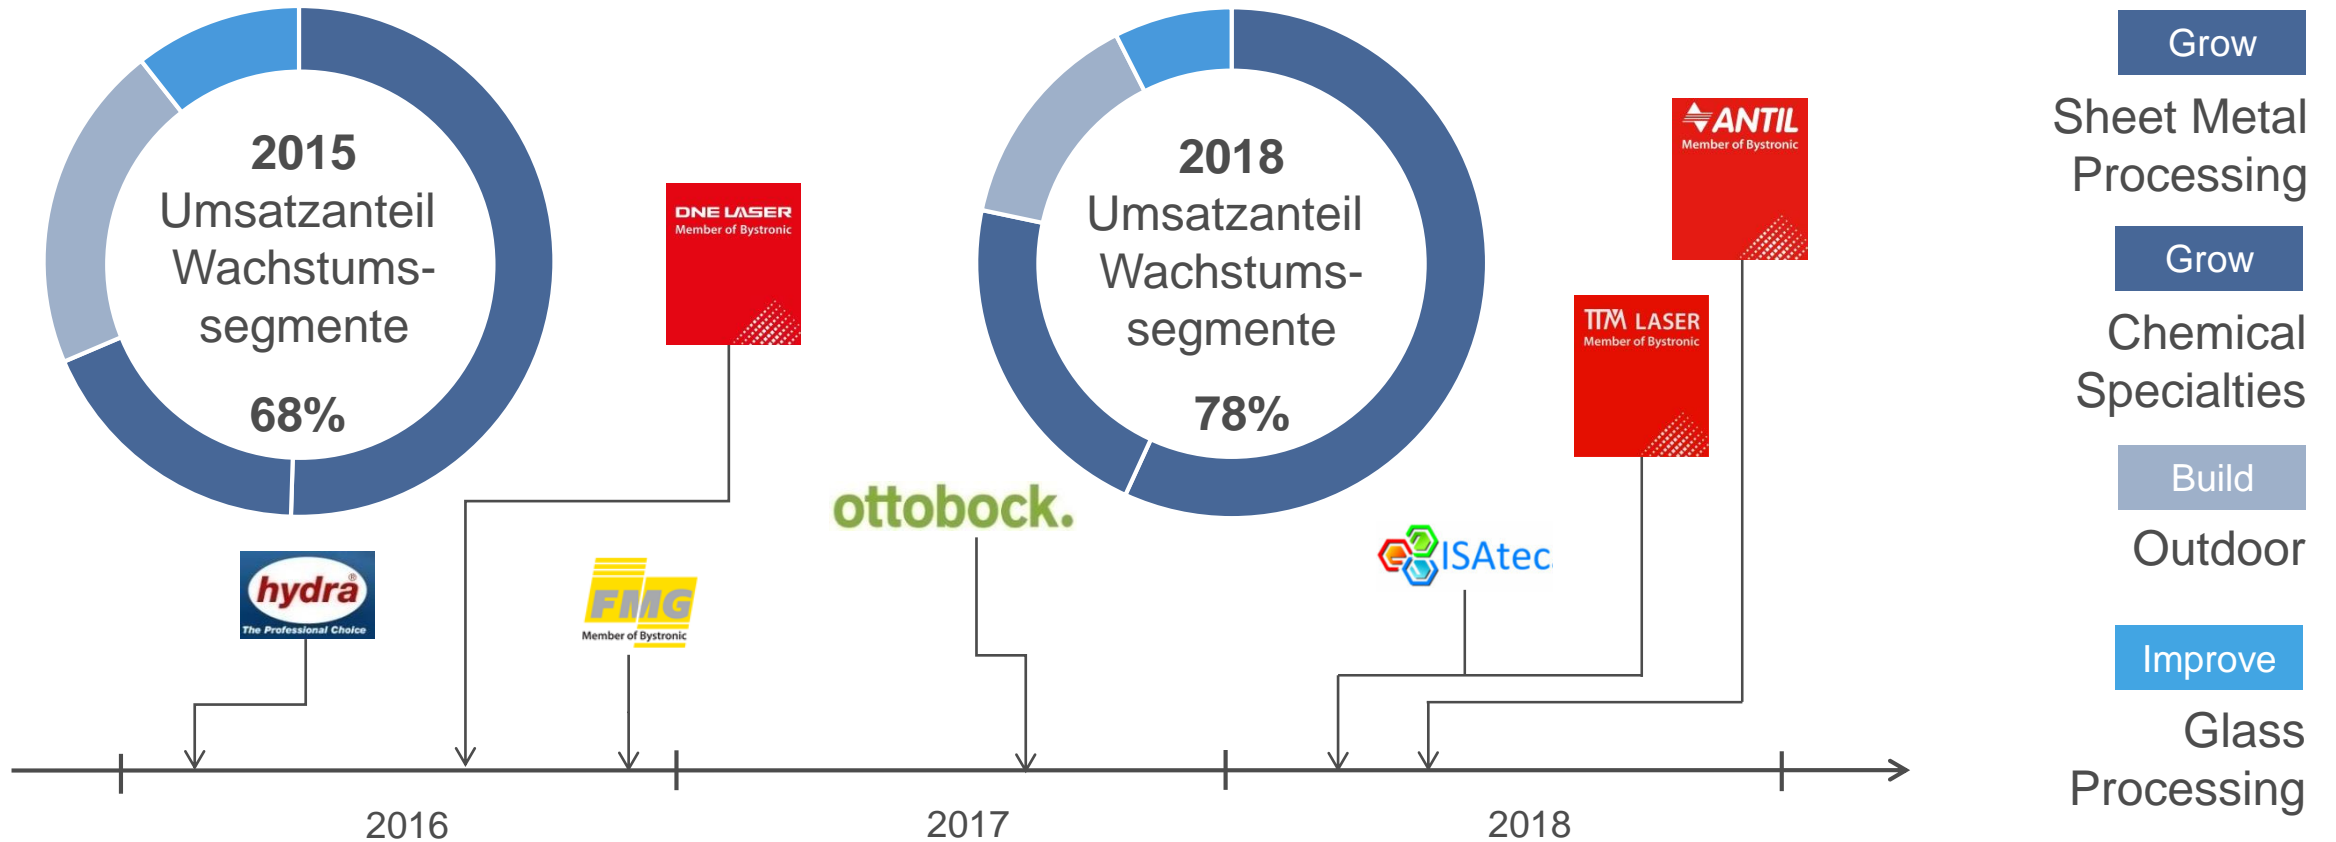 2015
Umsatzanteil
Wachstums-
segmente
68%
DNE LASER
Member of Bystronic
2018
Umsatzanteil
Wachstums-
segmente
78%
ANTIL
Member of Bystronic
TTM LASER
Member of Bystronic
hydra®
The Professional Choice
FMG
Member of Bystronic
ottobock.
ISAtec
2016
2017
2018
Grow
Sheet Metal
Processing
Grow
Chemical
Specialties
Build
Outdoor
Improve
Glass
Processing